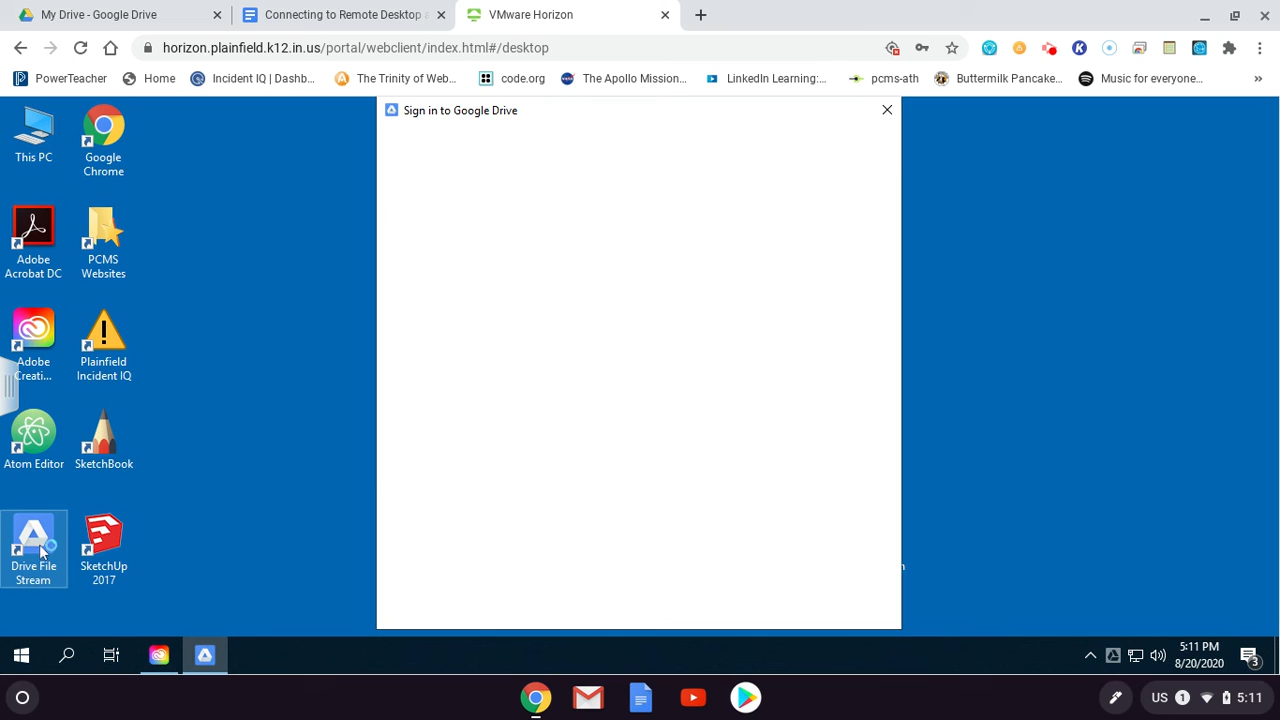 My Drive - Google Drive
Connecting to Remote Desktop a
VMware Horizon
horizon.plainfield.k12.in.us/portal/webclient/index.html#/desktop
PowerTeacher
Home
Incident IQ | Dashb...
The Trinity of Web...
code.org
The Apollo Mission...
LinkedIn Learning:...
pcms-ath
Buttermilk Pancake...
Music for everyone...
»
Sign in to Google Drive
This PC
Google
Chrome
Adobe
Acrobat DC
PCMS
Websites
Adobe
Creati...
Plainfield
Incident IQ
Atom Editor
SketchBook
Drive File
Stream
SketchUp
2017
5:11 PM
8/20/2020
3
US
1
5:11